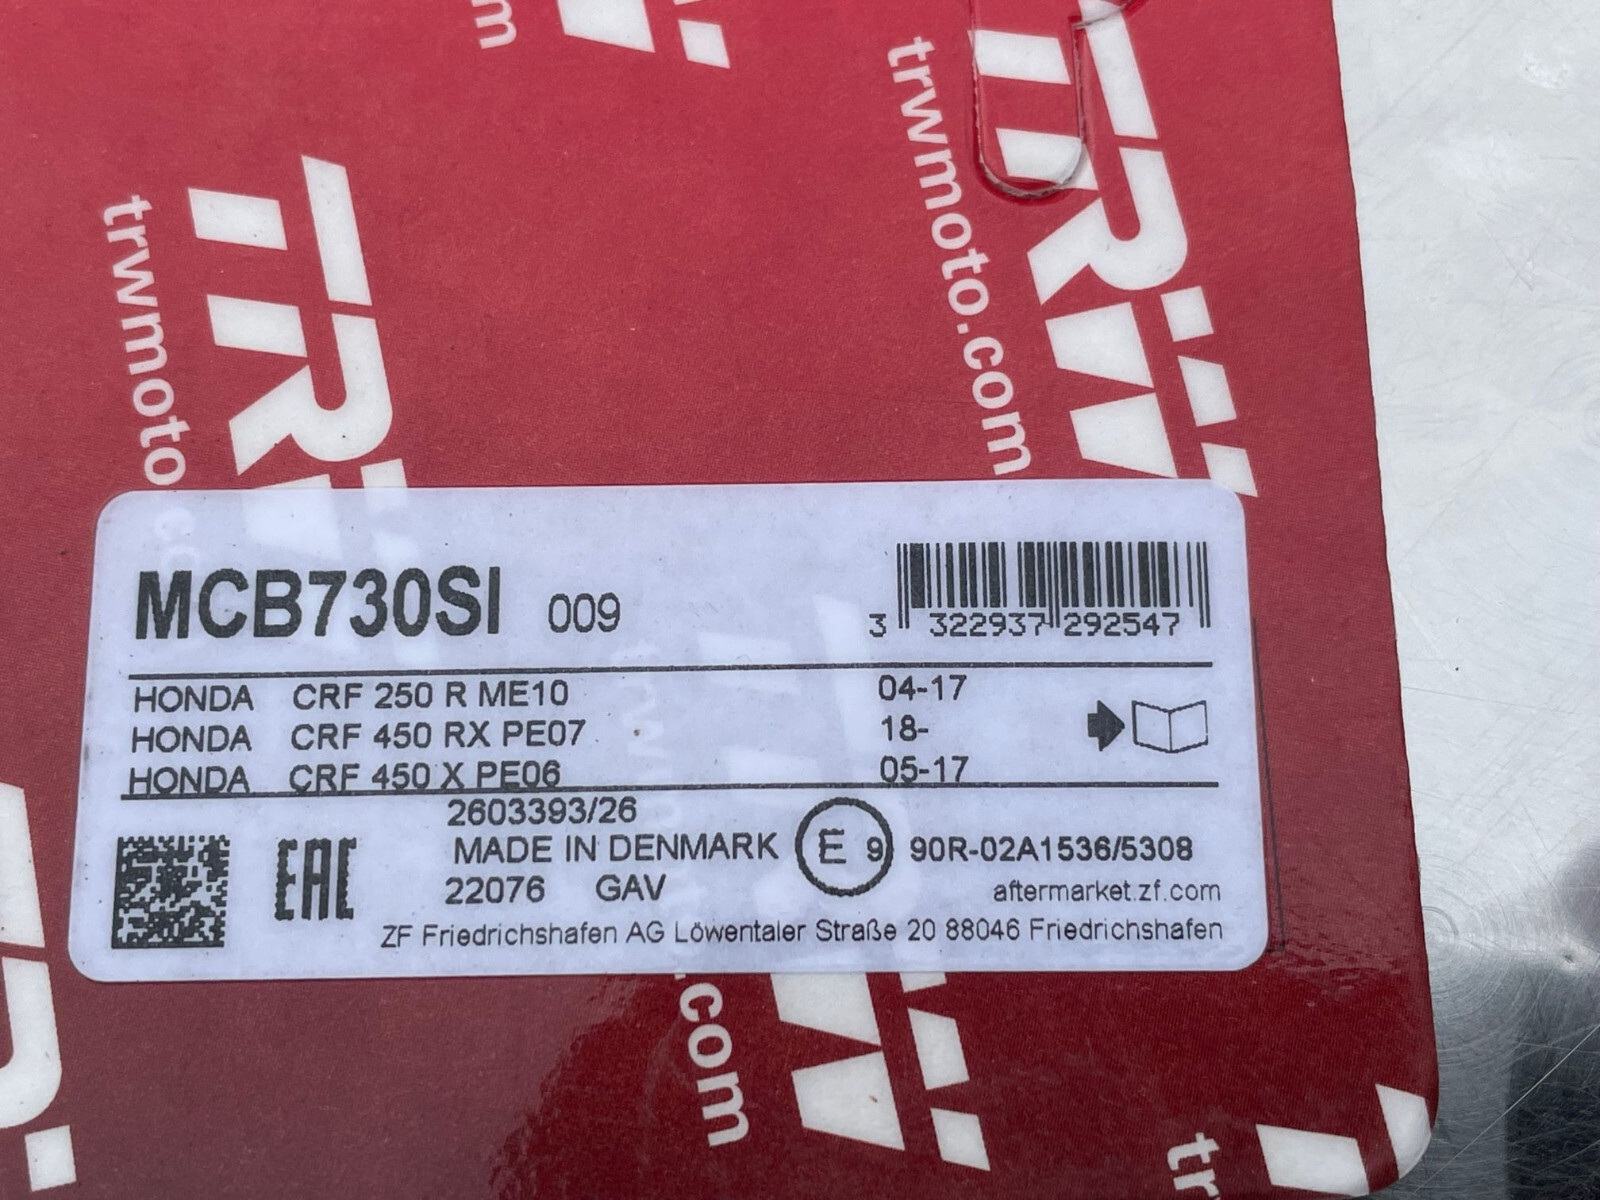 TRW
trwmoto.com
TRW
trwmoto
MCB730SI 009
3 322937 292547
HONDA CRF 250 R ME10 04-17
HONDA CRF 450 RX PE07 18-
HONDA CRF 450 X PE06 05-17
2603393/26
MADE IN DENMARK E 9 90R-02A1536/5308
22076 GAV aftermarket.zf.com
EAC
ZF Friedrichshafen AG Löwentaler Straße 20 88046 Friedrichshafen
.com